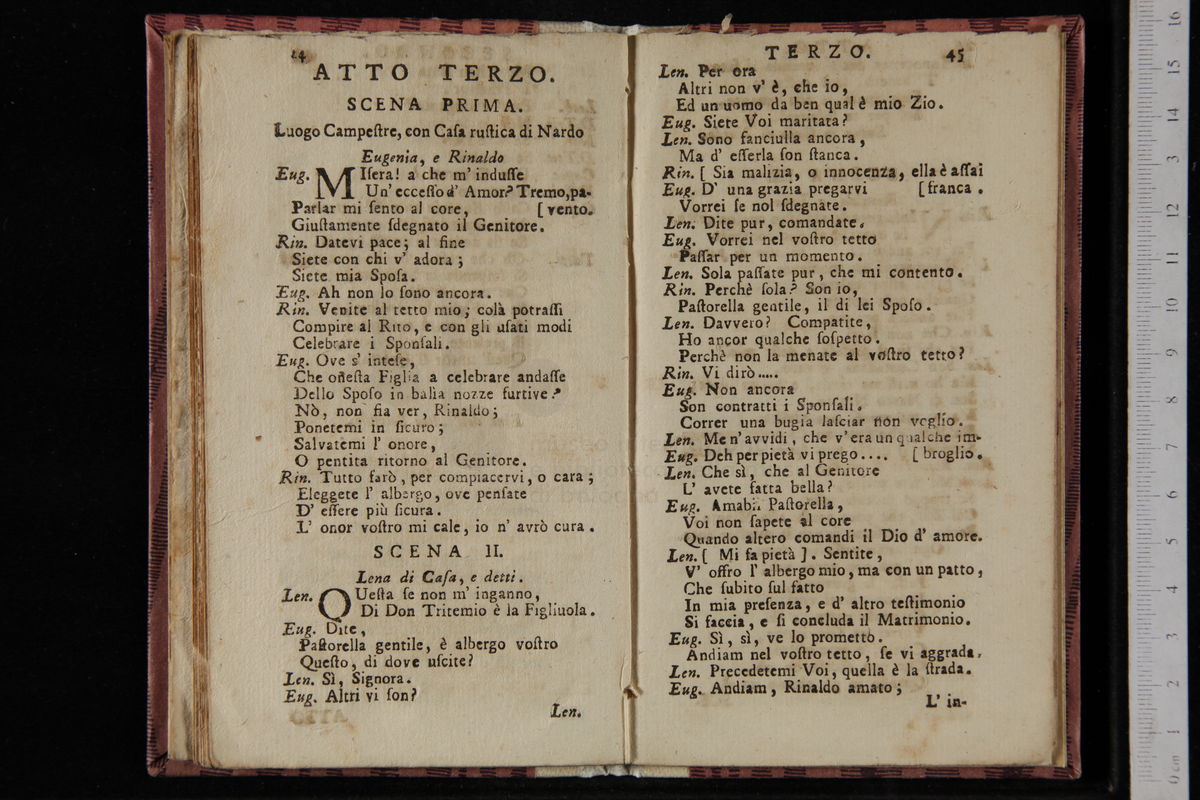 44
ATTO TERZO.
SCENA PRIMA.
Luogo Campeſtre, con Caſa ruſtica di Nardo
Eugenia, e Rinaldo
Eug. MIſera! a che m' induſſe
Un' ecceſſo d' Amor? Tremo, pa-
Parlar mi ſento al core, [ vento.
Giuſtamente ſdegnato il Genitore.
Rin. Datevi pace; al fine
Siete con chi v' adora ;
Siete mia Spoſa.
Eug. Ah non lo ſono ancora.
Rin. Venite al tetto mio; colà potraſſi
Compire al Rito, e con gli uſati modi
Celebrare i Sponſali.
Eug. Ove s' inteſe,
Che oneſta Figlia a celebrare andaſſe
Dello Spoſo in balìa nozze furtive?
Nò, non fia ver, Rinaldo;
Ponetemi in ſicuro;
Salvatemi l' onore,
O pentita ritorno al Genitore.
Rin. Tutto farò, per compiacervi, o cara ;
Eleggete l' albergo, ove penſate
D' eſſere più ſicura.
L' onor voſtro mi cale, io n' avrò cura .
SCENA II.
Lena di Caſa, e detti.
Len. QUeſta ſe non m' inganno,
Di Don Tritemio è la Figliuola.
Eug. Dite,
Paſtorella gentile, è albergo voſtro
Queſto, di dove uſcite?
Len. Sì, Signora.
Eug. Altri vi ſon?
Len.
TERZO. 45
Len. Per ora
Altri non v' è, che io,
Ed un uomo da ben qual è mio Zio.
Eug. Siete Voi maritata?
Len. Sono fanciulla ancora,
Ma d' eſſerla ſon ſtanca.
Rin. [ Sia malizia, o innocenza, ella è aſſai
Eug. D' una grazia pregarvi [ franca .
Vorrei ſe nol ſdegnate.
Len. Dite pur, comandate.
Eug. Vorrei nel voſtro tetto
Paſſar per un momento.
Len. Sola paſſate pur, che mi contento.
Rin. Perchè ſola? Son io,
Paſtorella gentile, il di lei Spoſo.
Len. Davvero? Compatite,
Ho ancor qualche ſoſpetto.
Perchè non la menate al voſtro tetto?
Rin. Vi dirò.....
Eug. Non ancora
Son contratti i Sponſali.
Correr una bugia laſciar non voglio.
Len. Me n' avvidi, che v' era un qualche im-
Eug. Deh per pietà vi prego.... [ broglio.
Len. Che sì, che al Genitore
L' avete fatta bella?
Eug. Amabil Paſtorella,
Voi non ſapete al core
Quando altero comandi il Dio d' amore.
Len. [ Mi fa pietà ]. Sentite,
V' offro l' albergo mio, ma con un patto,
Che ſubito ſul fatto
In mia preſenza, e d' altro teſtimonio
Si faccia, e ſi concluda il Matrimonio.
Eug. Sì, sì, ve lo prometto.
Andiam nel voſtro tetto, ſe vi aggrada.
Len. Precedetemi Voi, quella è la ſtrada.
Eug. Andiam, Rinaldo amato;
L' in-
0 cm 1 2 3 4 5 6 7 8 9 10 11 12 13 14 15 16